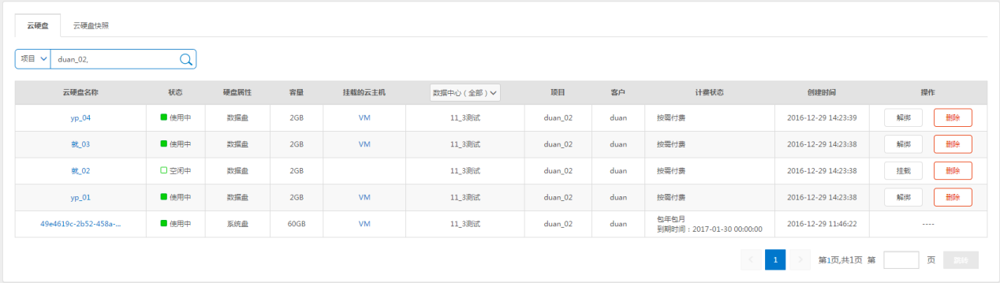 云硬盘 云硬盘快照
项目 duan_02,
云硬盘名称 状态 硬盘属性 容量 挂载的云主机 数据中心（全部） 项目 客户 计费状态 创建时间 操作
yp_04 使用中 数据盘 2GB VM 11_3测试 duan_02 duan 按需付费 2016-12-29 14:23:39 解绑 删除
就_03 使用中 数据盘 2GB VM 11_3测试 duan_02 duan 按需付费 2016-12-29 14:23:38 解绑 删除
就_02 空闲中 数据盘 2GB 11_3测试 duan_02 duan 按需付费 2016-12-29 14:23:38 挂载 删除
yp_01 使用中 数据盘 2GB VM 11_3测试 duan_02 duan 按需付费 2016-12-29 14:23:38 解绑 删除
49e4619c-2b52-458a-... 使用中 系统盘 60GB VM 11_3测试 duan_02 duan 包年包月 2016-12-29 11:46:22 ----
到期时间：2017-01-30 00:00:00
1 第1页,共1页 第 页 跳转